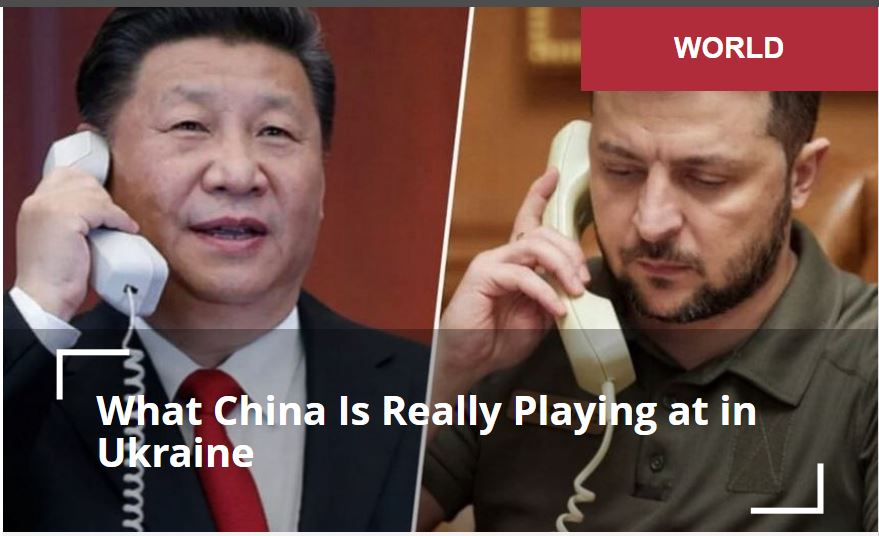 WORLD
What China Is Really Playing at in
Ukraine